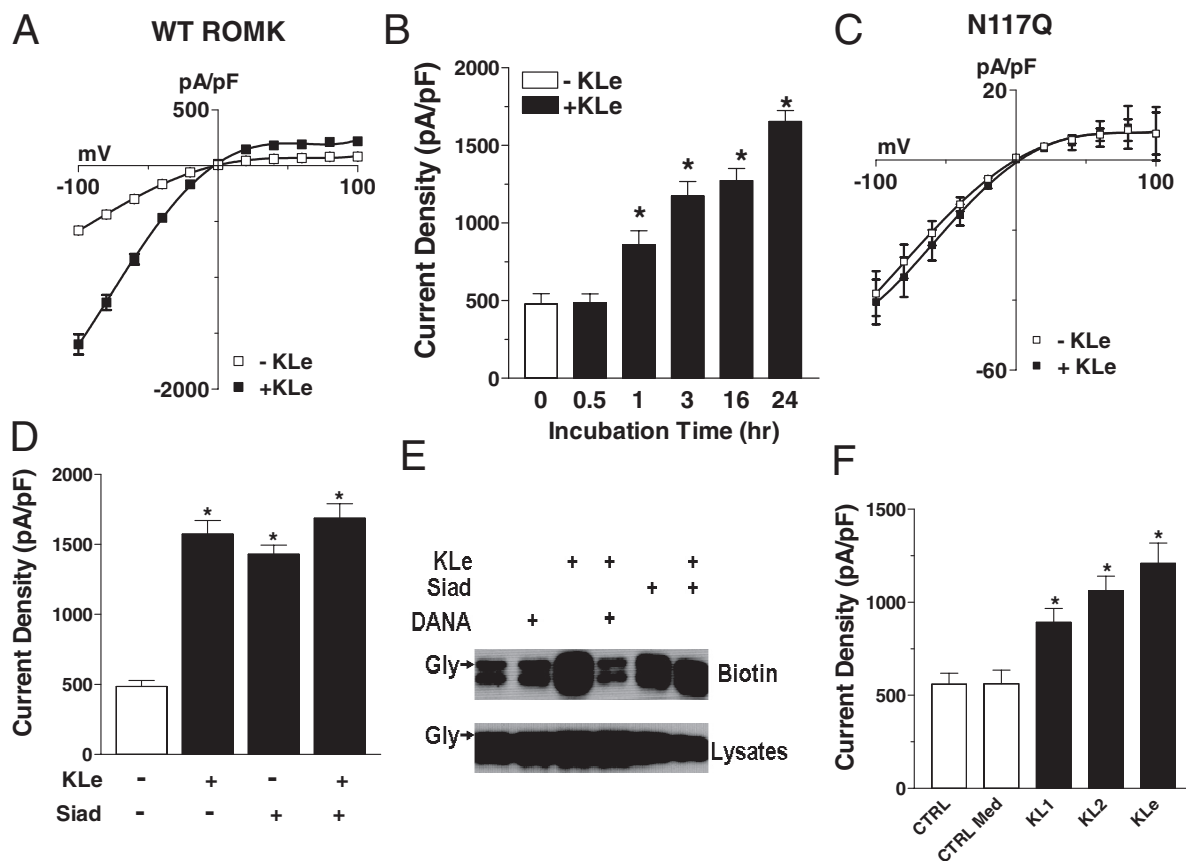 A
WT ROMK
pA/pF
500
mV
-100
100
- KLe
+KLe
-2000
B
Current Density (pA/pF)
2000
1500
1000
500
0
- KLe
+KLe
*
*
*
*
0 0.5 1 3 16 24
Incubation Time (hr)
C
N117Q
pA/pF
20
mV
-100
100
- KLe
+ KLe
-60
D
Current Density (pA/pF)
2000
1500
1000
500
0
*
*
*
KLe - + - +
Siad - - + +
E
KLe + + +
Siad + +
DANA + +
Gly
Biotin
Gly
Lysates
F
Current Density (pA/pF)
1500
1000
500
0
*
*
*
CTRL
CTRL Med
KL1
KL2
KLe